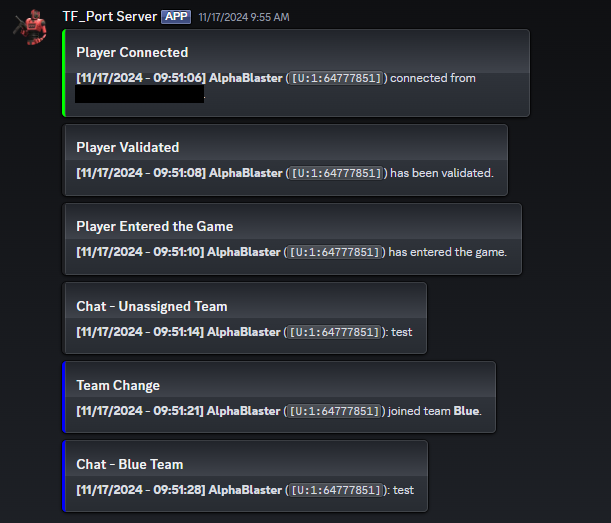 TF_Port Server APP 11/17/2024 9:55 AM
Player Connected
[11/17/2024 - 09:51:06] AlphaBlaster ([U:1:64777851]) connected from
.
Player Validated
[11/17/2024 - 09:51:08] AlphaBlaster ([U:1:64777851]) has been validated.
Player Entered the Game
[11/17/2024 - 09:51:10] AlphaBlaster ([U:1:64777851]) has entered the game.
Chat - Unassigned Team
[11/17/2024 - 09:51:14] AlphaBlaster ([U:1:64777851]): test
Team Change
[11/17/2024 - 09:51:21] AlphaBlaster ([U:1:64777851]) joined team Blue.
Chat - Blue Team
[11/17/2024 - 09:51:28] AlphaBlaster ([U:1:64777851]): test